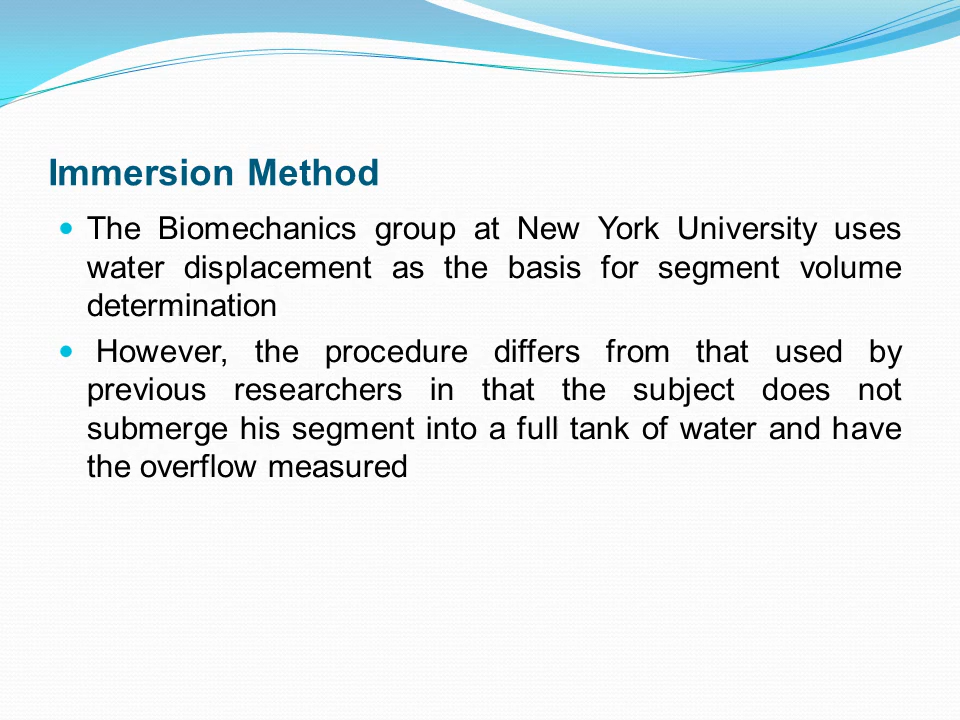 Immersion Method
The Biomechanics group at New York University uses
water displacement as the basis for segment volume
determination
However, the procedure differs from that used by
previous researchers in that the subject does not
submerge his segment into a full tank of water and have
the overflow measured